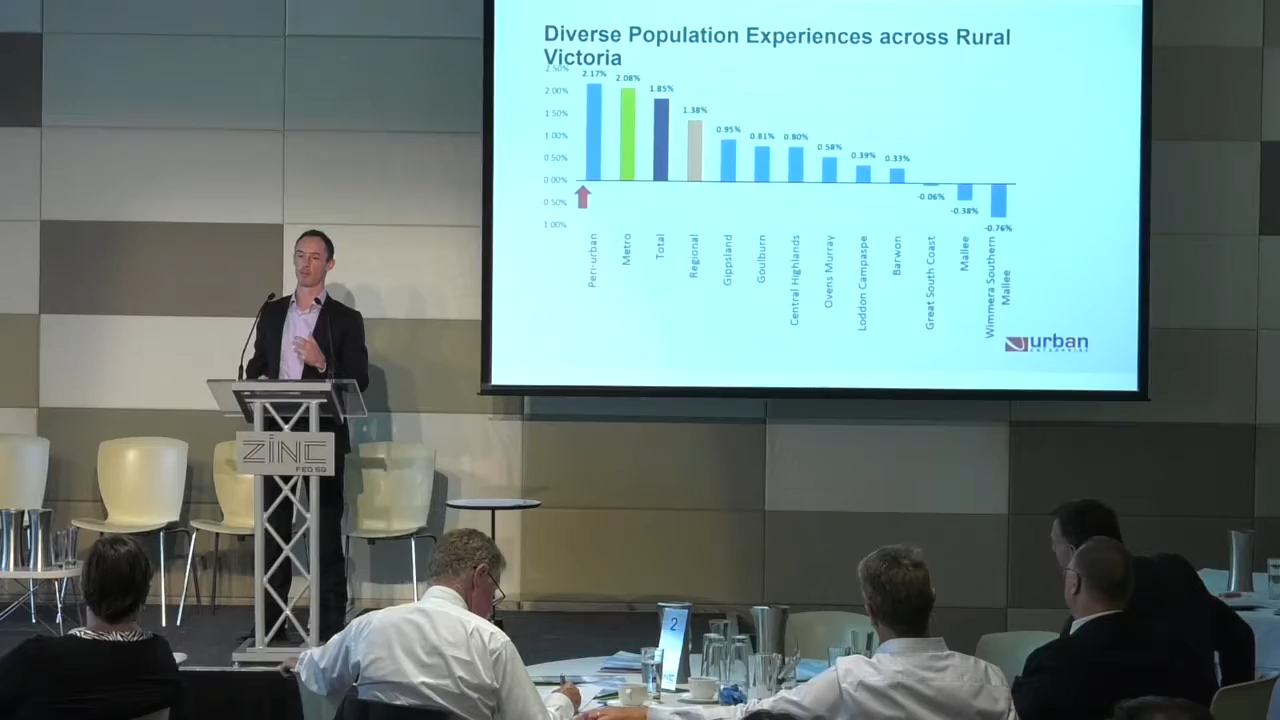 Diverse Population Experiences across Rural
Victoria
2.50%
2.00%
1.50%
1.00%
0.50%
0.00%
0.50%
1.00%
2.17%
2.08%
1.85%
1.38%
0.95%
0.81%
0.80%
0.58%
0.39%
0.33%
-0.06%
-0.38%
-0.76%
Peri-urban
Metro
Total
Regional
Gippsland
Goulburn
Central Highlands
Ovens Murray
Loddon Campaspe
Barwon
Great South Coast
Mallee
Wimmera Southern
Mallee
urban
ENTERPRISE
ZINC
FED SQ
2